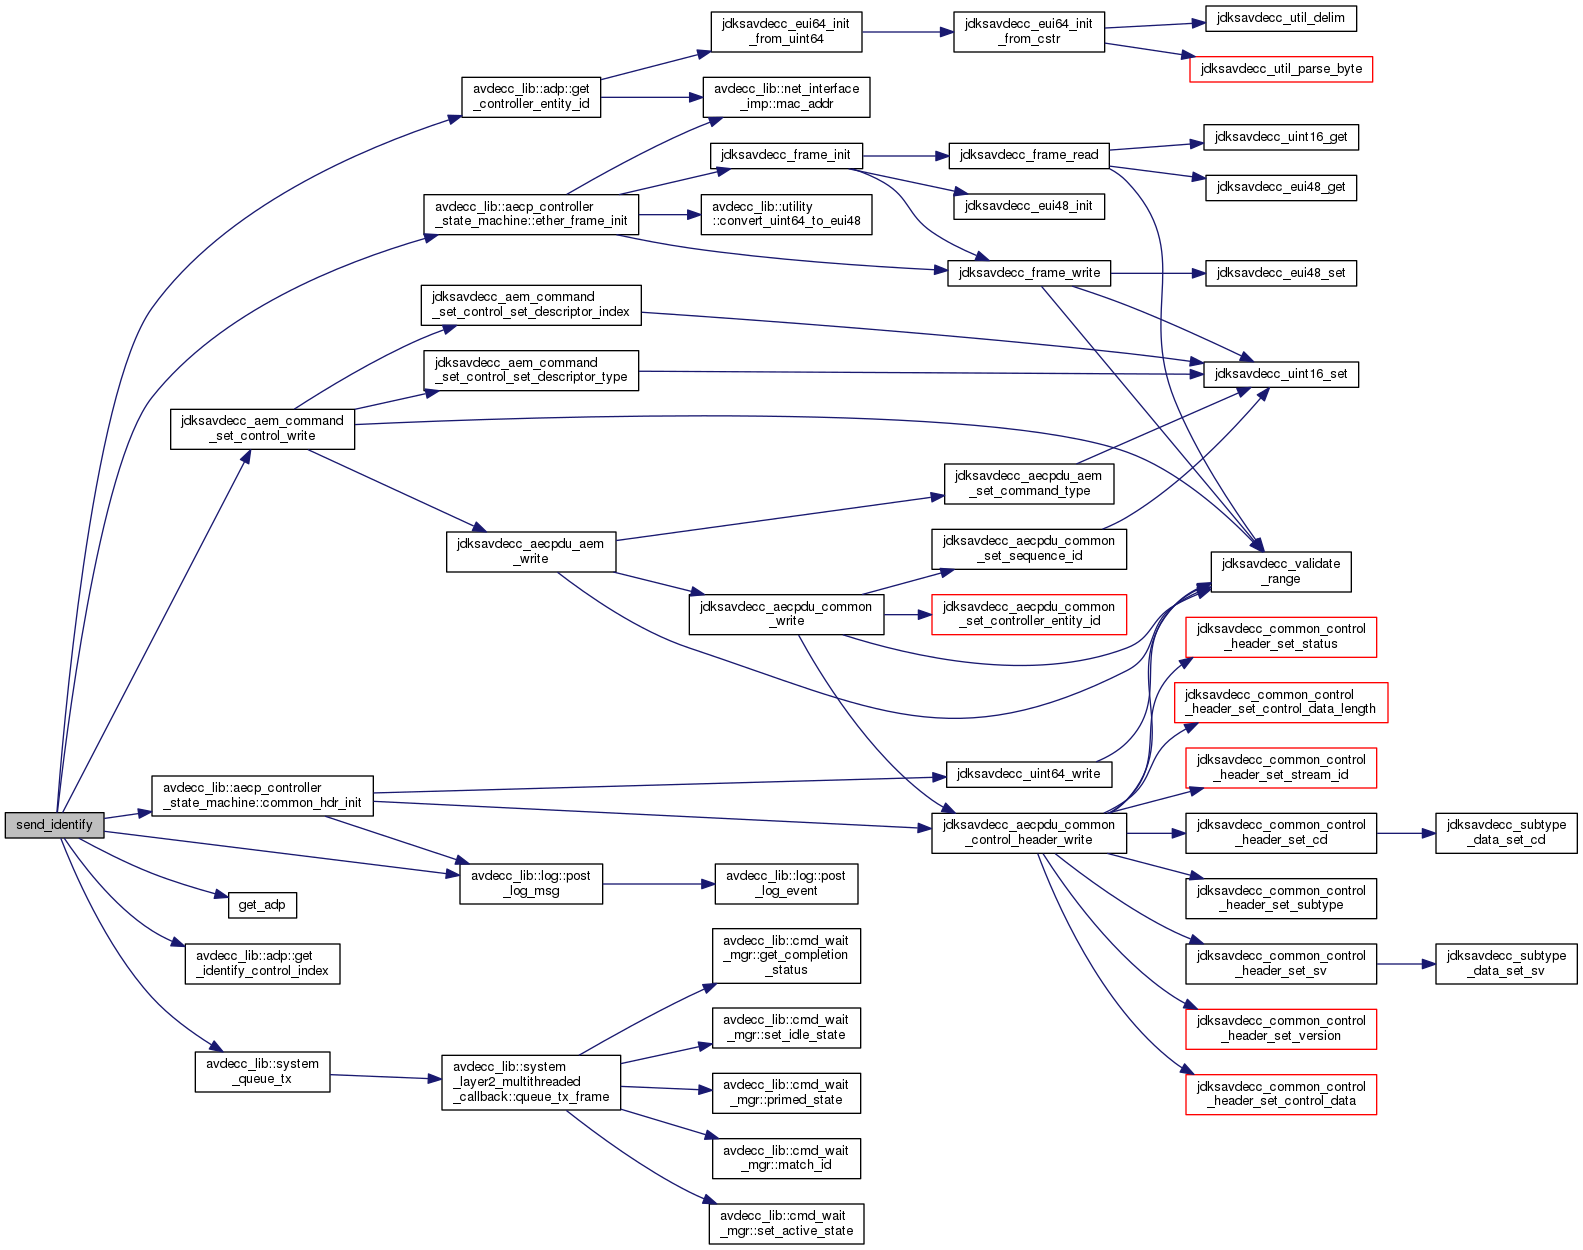 send_identify
avdecc_lib::adp::get
_controller_entity_id
jdksavdecc_eui64_init
_from_uint64
jdksavdecc_eui64_init
_from_cstr
jdksavdecc_util_delim
jdksavdecc_util_parse_byte
avdecc_lib::net_interface
_imp::mac_addr
avdecc_lib::aecp_controller
_state_machine::ether_frame_init
jdksavdecc_frame_init
jdksavdecc_frame_read
jdksavdecc_uint16_get
jdksavdecc_eui48_get
jdksavdecc_eui48_init
avdecc_lib::utility
::convert_uint64_to_eui48
jdksavdecc_frame_write
jdksavdecc_eui48_set
jdksavdecc_aem_command
_set_control_set_descriptor_index
jdksavdecc_aem_command
_set_control_set_descriptor_type
jdksavdecc_uint16_set
jdksavdecc_aem_command
_set_control_write
jdksavdecc_aecpdu_aem
_set_command_type
jdksavdecc_aecpdu_aem
_write
jdksavdecc_aecpdu_common
_set_sequence_id
jdksavdecc_validate
_range
jdksavdecc_aecpdu_common
_write
jdksavdecc_aecpdu_common
_set_controller_entity_id
jdksavdecc_common_control
_header_set_status
jdksavdecc_common_control
_header_set_control_data_length
jdksavdecc_common_control
_header_set_stream_id
avdecc_lib::aecp_controller
_state_machine::common_hdr_init
jdksavdecc_uint64_write
jdksavdecc_aecpdu_common
_control_header_write
jdksavdecc_common_control
_header_set_cd
jdksavdecc_subtype
_data_set_cd
avdecc_lib::log::post
_log_msg
avdecc_lib::log::post
_log_event
jdksavdecc_common_control
_header_set_subtype
get_adp
avdecc_lib::adp::get
_identify_control_index
avdecc_lib::cmd_wait
_mgr::get_completion
_status
jdksavdecc_common_control
_header_set_sv
jdksavdecc_subtype
_data_set_sv
avdecc_lib::cmd_wait
_mgr::set_idle_state
jdksavdecc_common_control
_header_set_version
avdecc_lib::system
_queue_tx
avdecc_lib::system
_layer2_multithreaded
_callback::queue_tx_frame
avdecc_lib::cmd_wait
_mgr::primed_state
jdksavdecc_common_control
_header_set_control_data
avdecc_lib::cmd_wait
_mgr::match_id
avdecc_lib::cmd_wait
_mgr::set_active_state